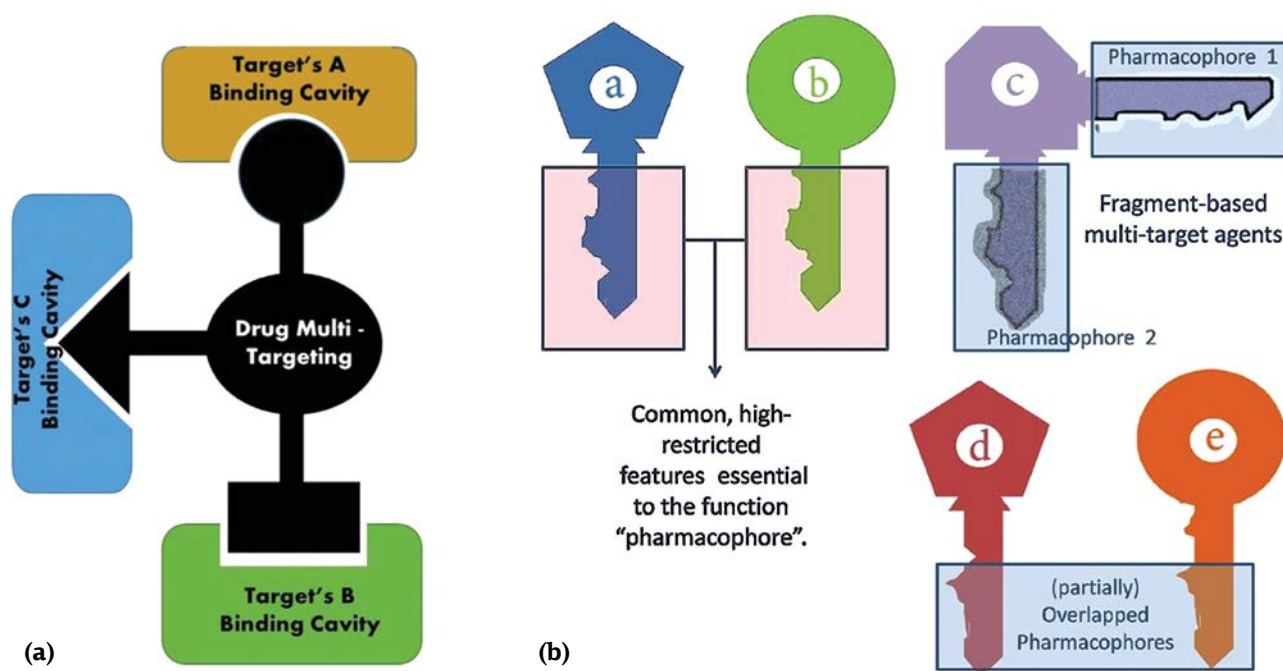 Target's A
Binding Cavity
Target's C
Binding Cavity
Drug Multi -
Targeting
Target's B
Binding Cavity
(a)
a
b
c
Pharmacophore 1
Fragment-based
multi-target agents
Pharmacophore 2
Common, high-
restricted
features essential
to the function
“pharmacophore”.
d
e
(partially)
Overlapped
Pharmacophores
(b)